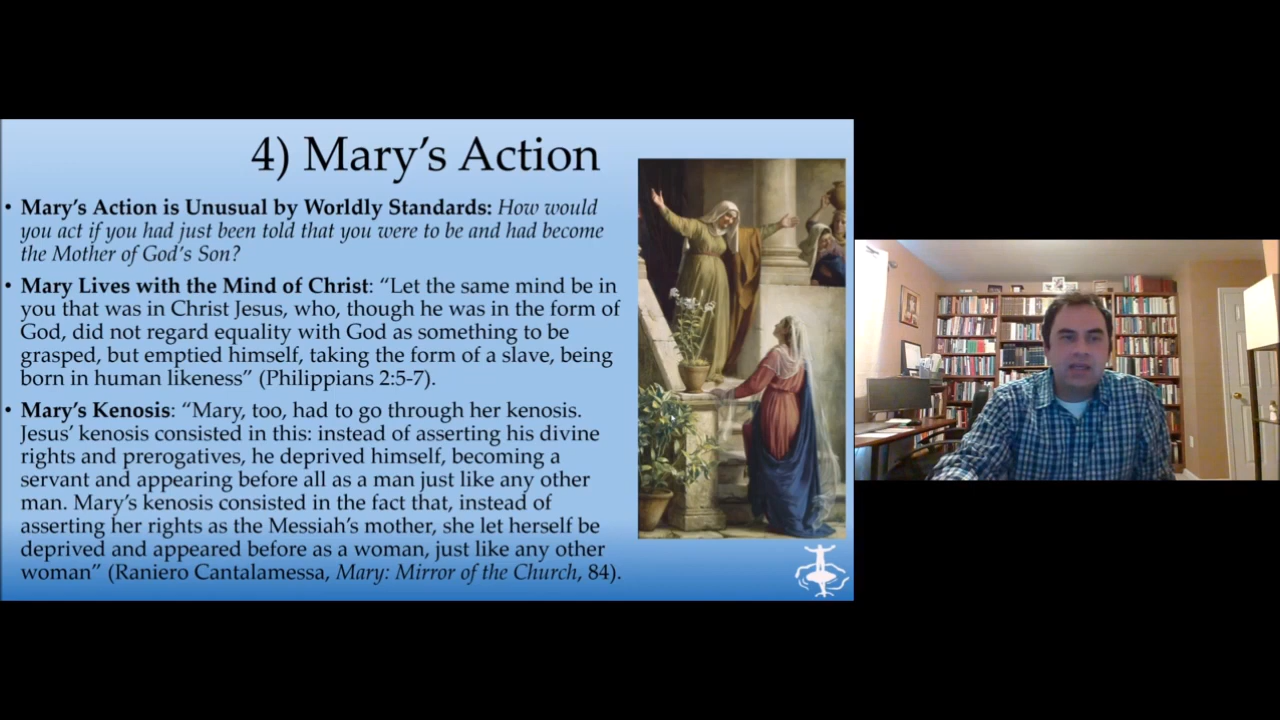 4) Mary's Action
• Mary's Action is Unusual by Worldly Standards: How would
you act if you had just been told that you were to be and had become
the Mother of God's Son?
• Mary Lives with the Mind of Christ: “Let the same mind be in
you that was in Christ Jesus, who, though he was in the form of
God, did not regard equality with God as something to be
grasped, but emptied himself, taking the form of a slave, being
born in human likeness” (Philippians 2:5-7).
• Mary's Kenosis: “Mary, too, had to go through her kenosis.
Jesus' kenosis consisted in this: instead of asserting his divine
rights and prerogatives, he deprived himself, becoming a
servant and appearing before all as a man just like any other
man. Mary's kenosis consisted in the fact that, instead of
asserting her rights as the Messiah's mother, she let herself be
deprived and appeared before as a woman, just like any other
woman” (Raniero Cantalamessa, Mary: Mirror of the Church, 84).